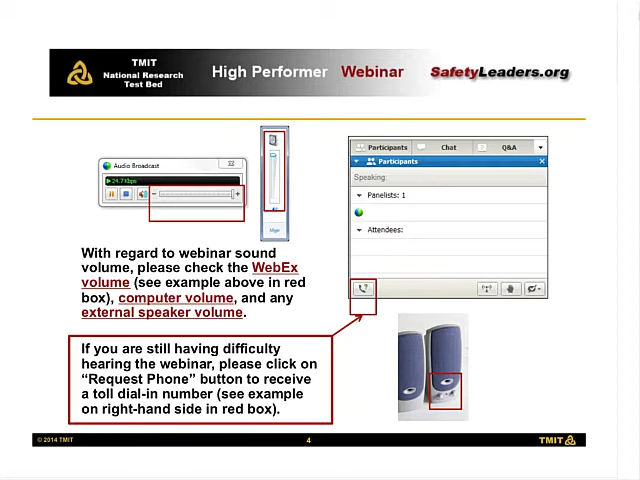 TMIT
National Research
Test Bed
High Performer Webinar
SafetyLeaders.org
Audio Broadcast
24.7 Kbps
Participants
Chat
Q&A
Participants
Speaking:
Panelists: 1
Attendees:
With regard to webinar sound
volume, please check the WebEx
volume (see example above in red
box), computer volume, and any
external speaker volume.
If you are still having difficulty
hearing the webinar, please click on
“Request Phone” button to receive
a toll dial-in number (see example
on right-hand side in red box).
© 2014 TMIT
4
TMIT